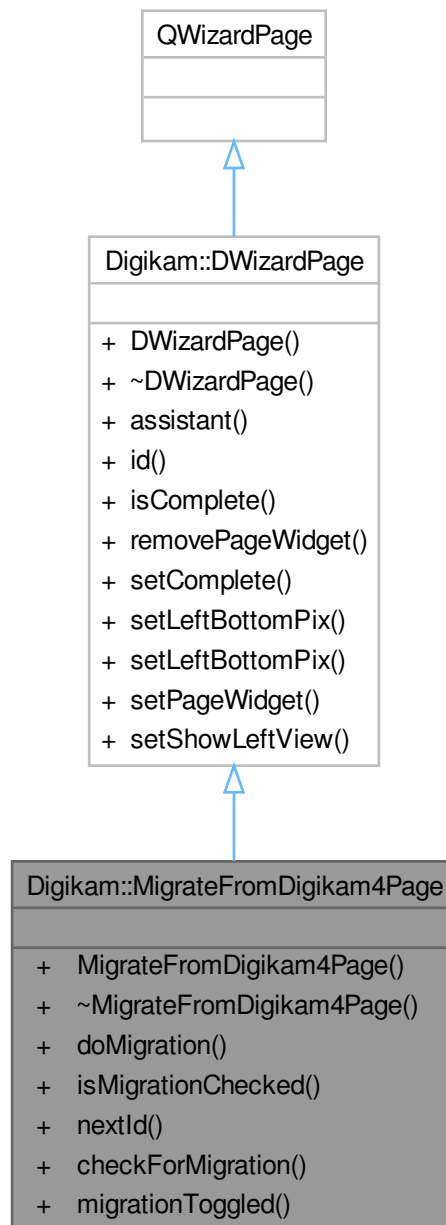 QWizardPage
Digikam::DWizardPage
+ DWizardPage()
+ ~DWizardPage()
+ assistant()
+ id()
+ isComplete()
+ removePageWidget()
+ setComplete()
+ setLeftBottomPix()
+ setLeftBottomPix()
+ setPageWidget()
+ setShowLeftView()
Digikam::MigrateFromDigikam4Page
+ MigrateFromDigikam4Page()
+ ~MigrateFromDigikam4Page()
+ doMigration()
+ isMigrationChecked()
+ nextId()
+ checkForMigration()
+ migrationToggled()